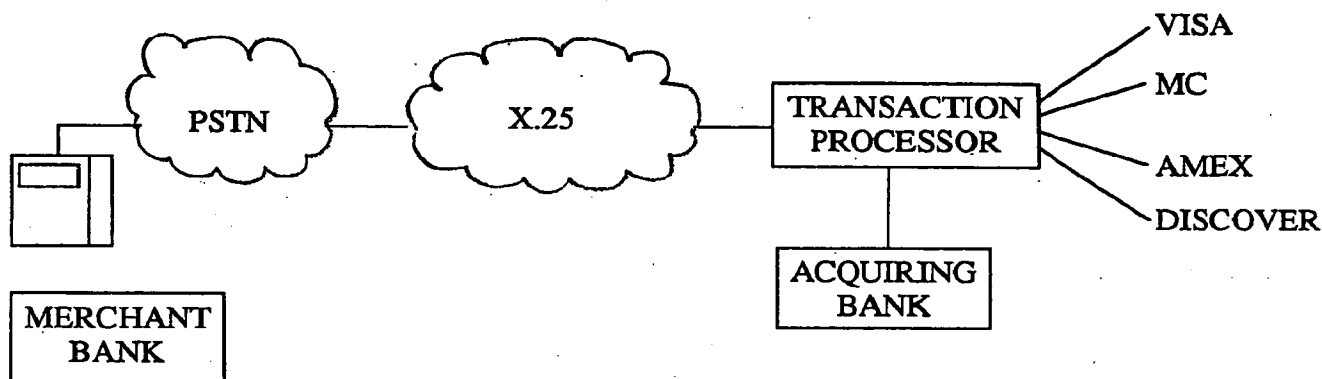 PSTN
X.25
TRANSACTION
PROCESSOR
VISA
MC
AMEX
DISCOVER
ACQUIRING
BANK
MERCHANT
BANK